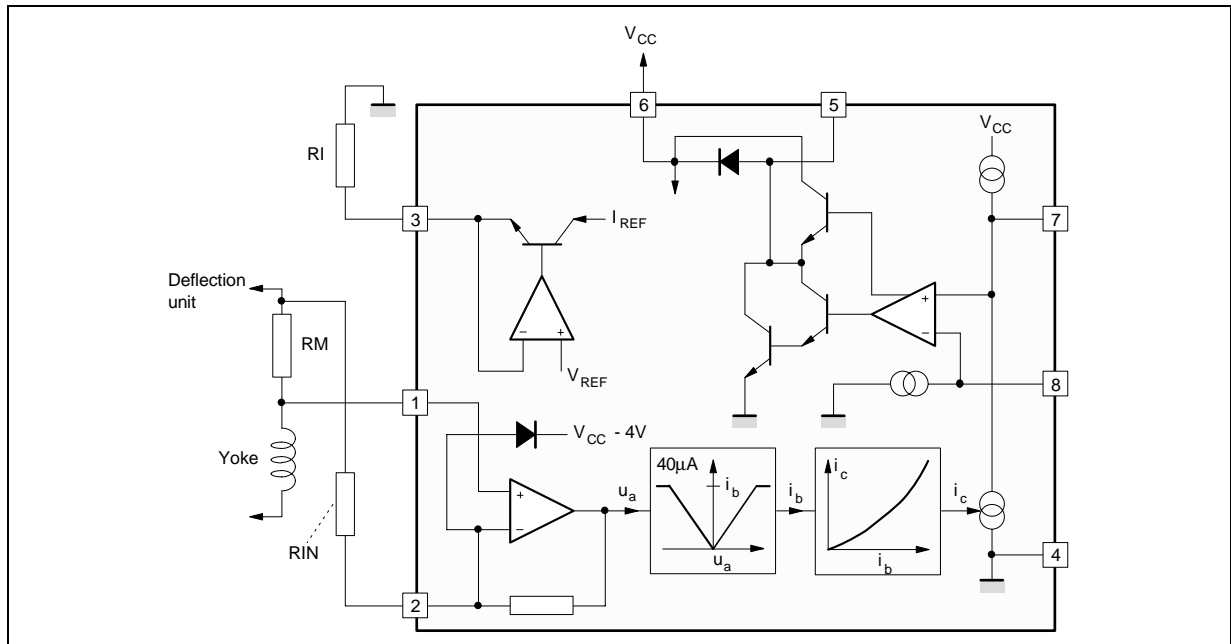 V_CC
6
5
V_CC
RI
3
I_REF
7
Deflection
unit
RM
V_REF
8
1
V_CC - 4V
Yoke
40µA
i_b
u_a
u_a
i_b
i_c
i_b
i_c
4
RIN
2
+
−
+
−
+
−